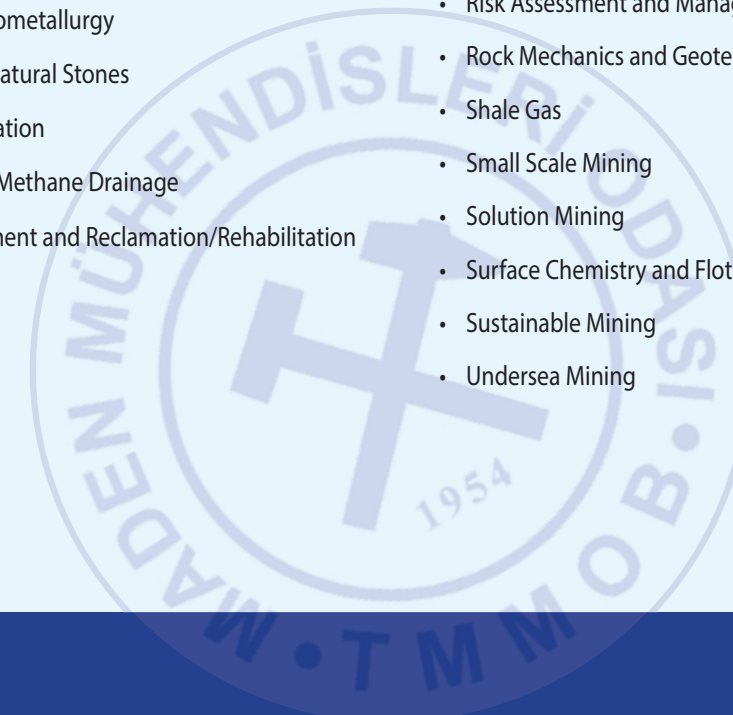 ometallurgy
atural Stones
ation
Methane Drainage
ent and Reclamation/Rehabilitation
• Risk Assessment and Manag
• Rock Mechanics and Geote
• Shale Gas
• Small Scale Mining
• Solution Mining
• Surface Chemistry and Flot
• Sustainable Mining
• Undersea Mining
MADEN MÜHENDİSLERİ ODASI • TMMOB •
1954